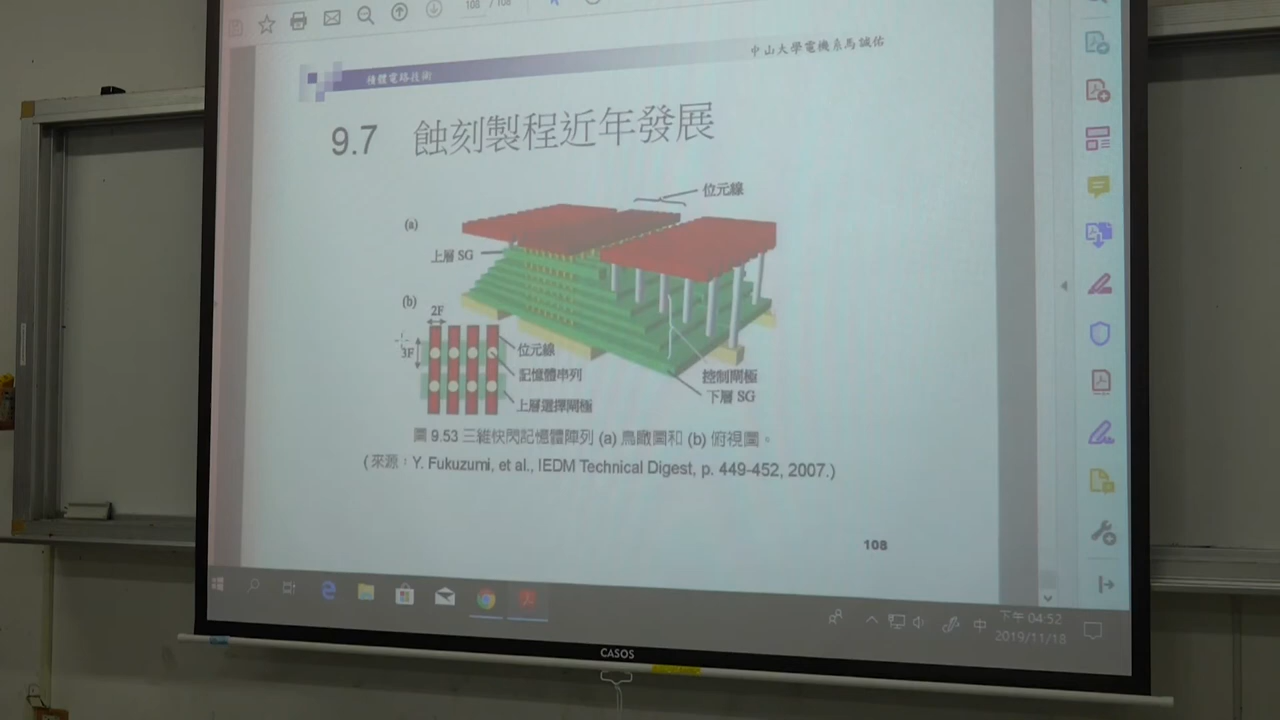 108 / 108
中山大學電機系馬誠佑
積體電路技術
9.7 蝕刻製程近年發展
位元線
(a)
上層 SG
(b)
2F
3F
位元線
記憶體串列
上層選擇閘極
控制閘極
下層 SG
圖 9.53 三維快閃記憶體陣列 (a) 鳥瞰圖和 (b) 俯視圖。
(來源：Y. Fukuzumi, et al., IEDM Technical Digest, p. 449-452, 2007.)
108
中
下午 04:52
2019/11/18
CASOS